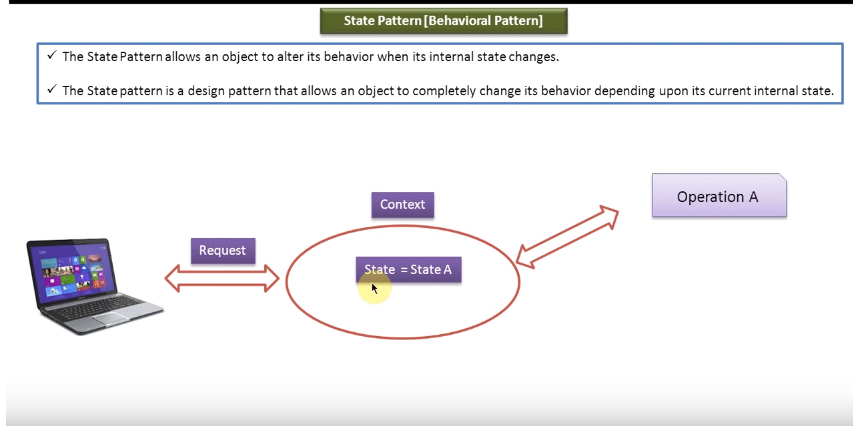 State Pattern [Behavioral Pattern]
✓ The State Pattern allows an object to alter its behavior when its internal state changes.
✓ The State pattern is a design pattern that allows an object to completely change its behavior depending upon its current internal state.
Operation A
Context
Request
State = State A